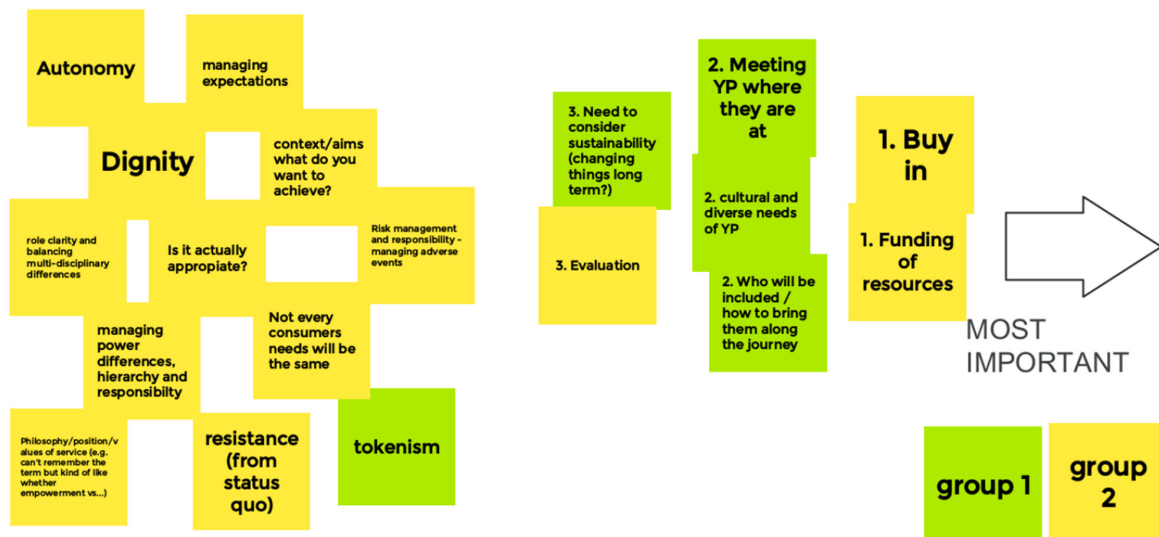 Autonomy
managing
expectations
Dignity
context/aims
what do you
want to
achieve?
role clarity and
balancing
multi-disciplinary
differences
Is it actually
appropiate?
Risk management
and responsibility -
managing adverse
events
managing
power
differences,
hierarchy and
responsibilty
Not every
consumers
needs will be
the same
Philosophy/position/v
alues of service (e.g.
can't remember the
term but kind of like
whether
empowerment vs...)
resistance
(from
status
quo)
tokenism
3. Need to
consider
sustainability
(changing
things long
term?)
3. Evaluation
2. Meeting
YP where
they are
at
2. cultural and
diverse needs
of YP
2. Who will be
included /
how to bring
them along
the journey
1. Buy
in
1. Funding
of
resources
MOST
IMPORTANT
group 1
group
2